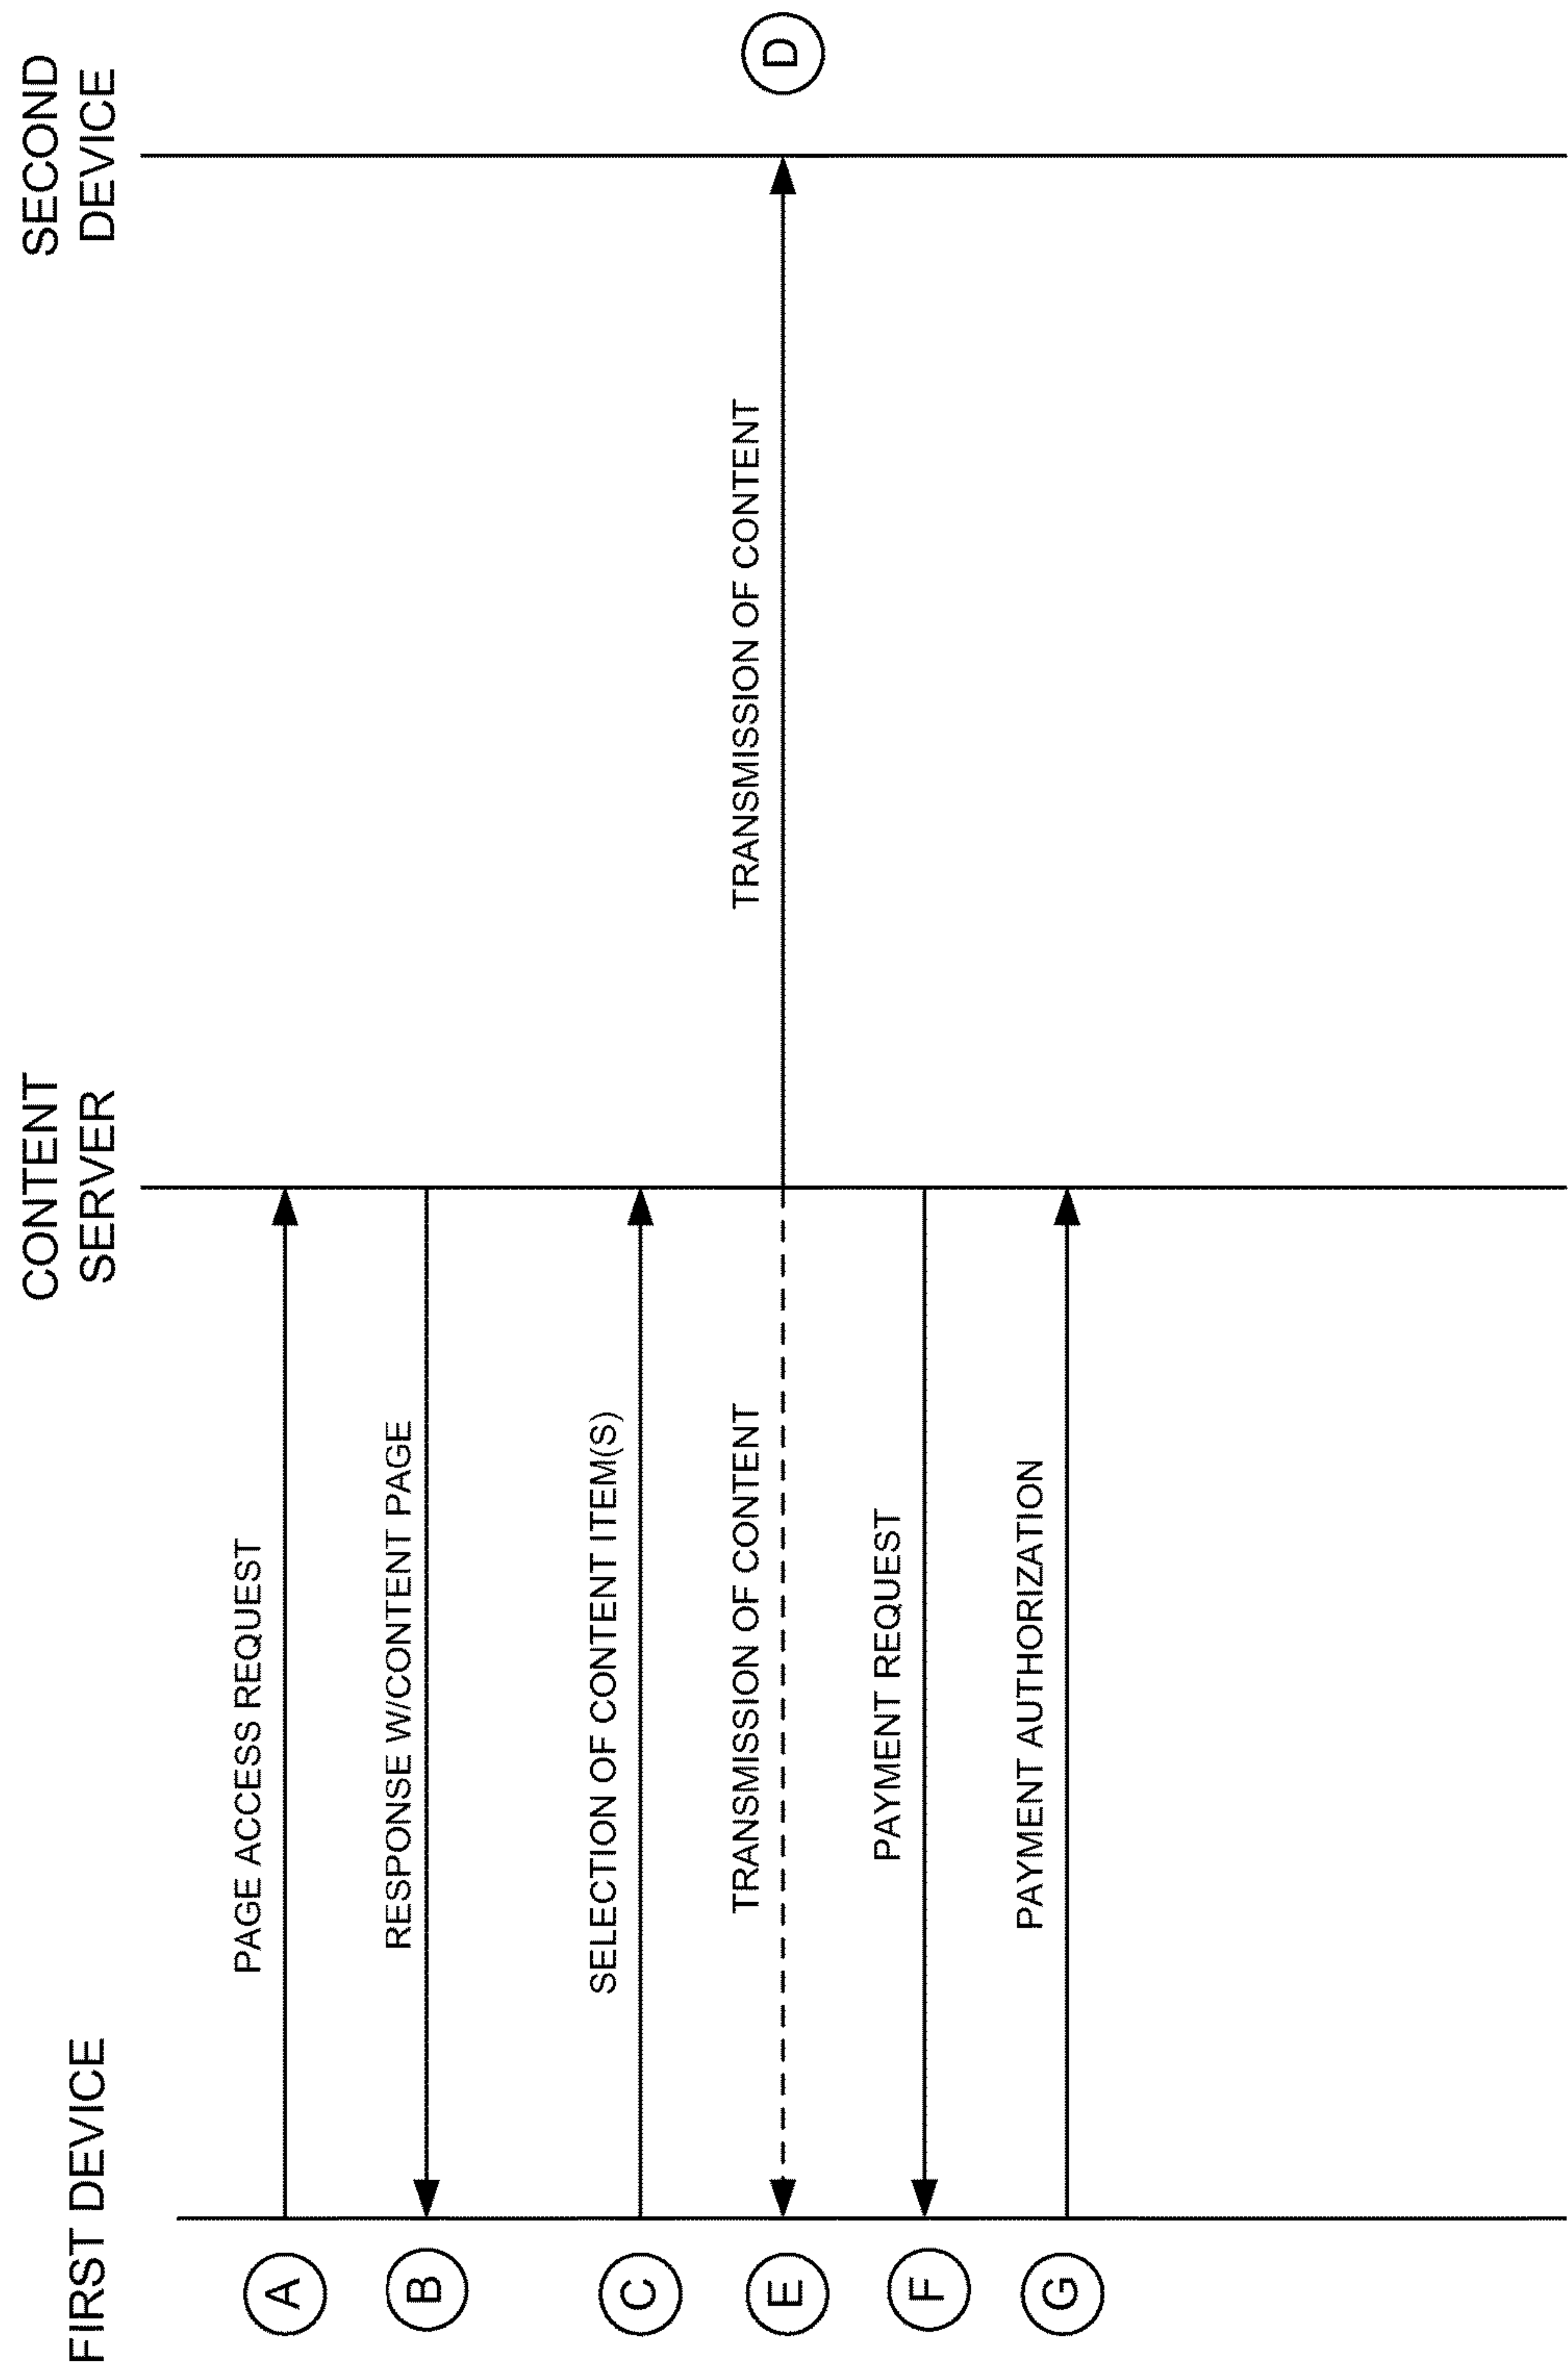 FIRST DEVICE
CONTENT
SERVER
SECOND
DEVICE
A
PAGE ACCESS REQUEST
B
RESPONSE W/CONTENT PAGE
C
SELECTION OF CONTENT ITEM(S)
E
TRANSMISSION OF CONTENT
TRANSMISSION OF CONTENT
D
F
PAYMENT REQUEST
G
PAYMENT AUTHORIZATION